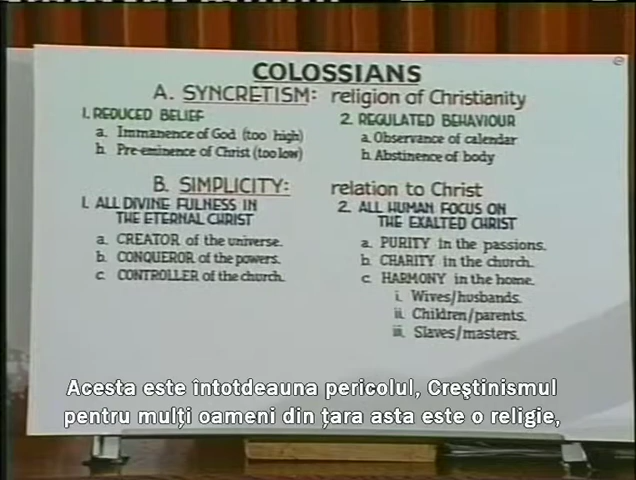 COLOSSIANS
A. SYNCRETISM: religion of Christianity
1. REDUCED BELIEF
a. Immanence of God (too high)
b. Pre-eminence of Christ (too low)
2. REGULATED BEHAVIOUR
a. Observance of calendar
b. Abstinence of body
B. SIMPLICITY: relation to Christ
1. ALL DIVINE FULNESS IN
THE ETERNAL CHRIST
a. CREATOR of the universe.
b. CONQUEROR of the powers.
c. CONTROLLER of the church.
2. ALL HUMAN FOCUS ON
THE EXALTED CHRIST
a. PURITY in the passions.
b. CHARITY in the church.
c. HARMONY in the home.
i. Wives/husbands.
ii. Children/parents.
iii. Slaves/masters.
Acesta este întotdeauna pericolul, Creştinismul
pentru mulţi oameni din ţara asta este o religie,